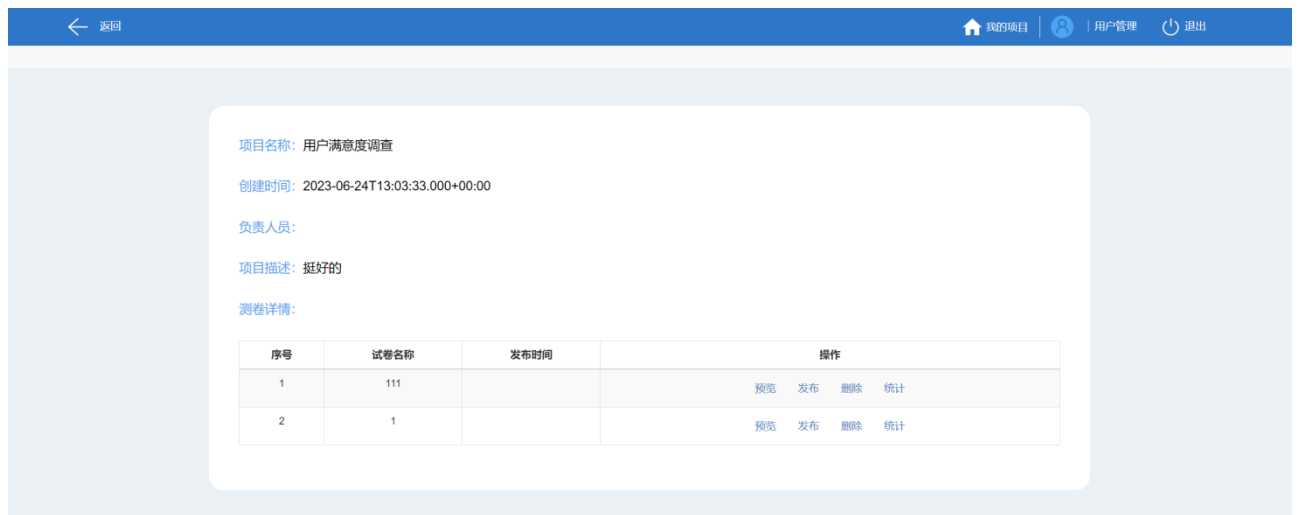 返回 我的项目 | 用户管理 退出
项目名称：用户满意度调查
创建时间：2023-06-24T13:03:33.000+00:00
负责人员：
项目描述：挺好的
测卷详情：
序号 试卷名称 发布时间 操作
1 111 预览 发布 删除 统计
2 1 预览 发布 删除 统计